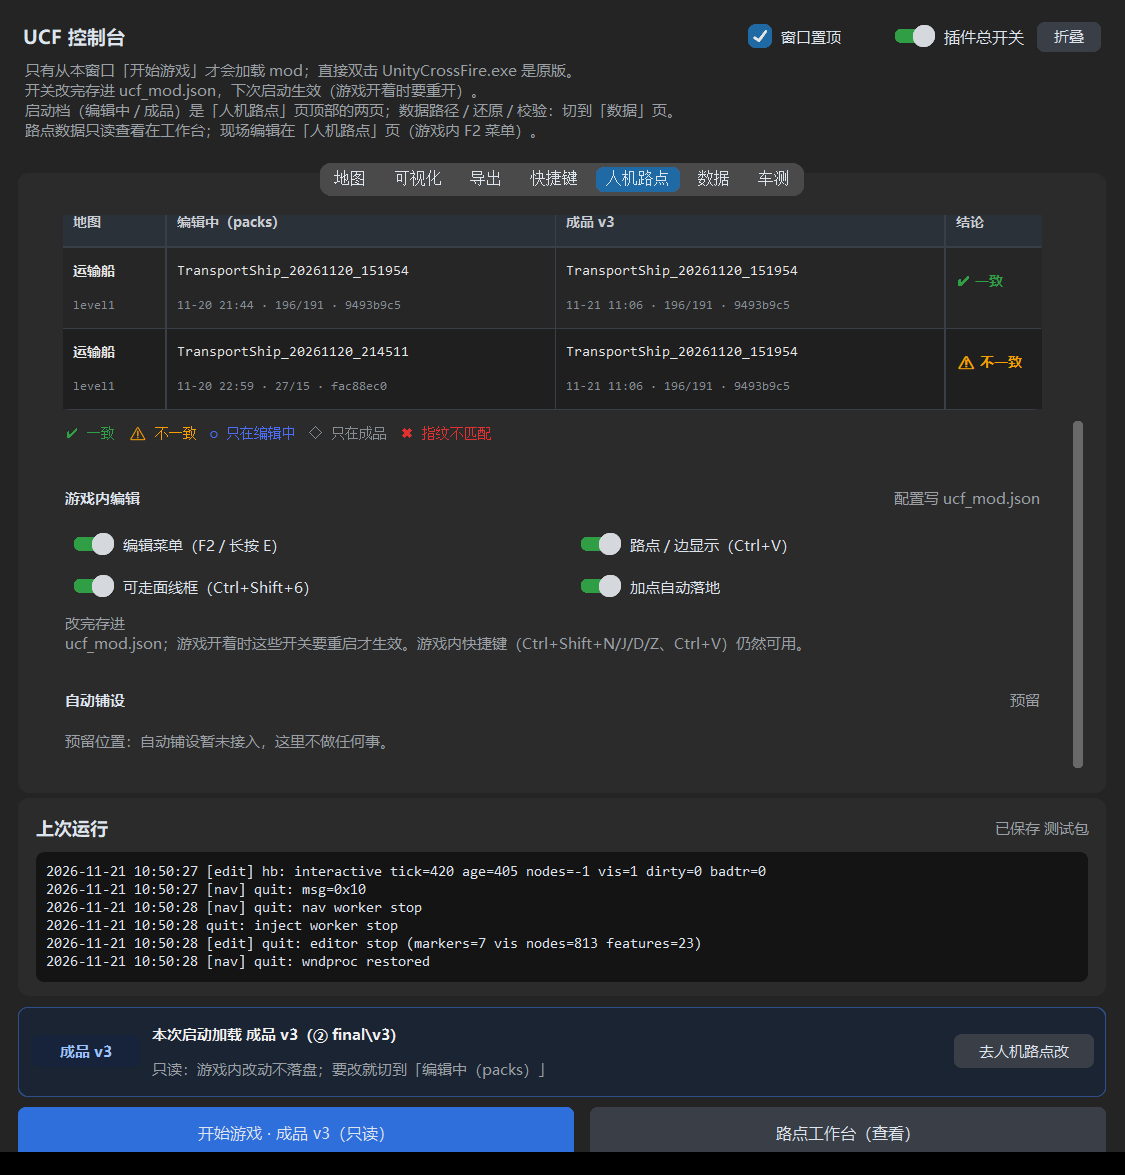 UCF 控制台
窗口置顶
插件总开关
折叠
只有从本窗口「开始游戏」才会加载 mod；直接双击 UnityCrossFire.exe 是原版。
开关改完存进 ucf_mod.json，下次启动生效（游戏开着时要重开）。
启动档（编辑中 / 成品）是「人机路点」页顶部的两页；数据路径 / 还原 / 校验：切到「数据」页。
路点数据只读查看在工作台；现场编辑在「人机路点」页（游戏内 F2 菜单）。
地图 可视化 导出 快捷键 人机路点 数据 车测
地图 编辑中（packs） 成品 v3 结论
运输船 TransportShip_20261120_151954 TransportShip_20261120_151954 ✔ 一致
level1 11-20 21:44 · 196/191 · 9493b9c5 11-21 11:06 · 196/191 · 9493b9c5
运输船 TransportShip_20261120_214511 TransportShip_20261120_151954 ⚠ 不一致
level1 11-20 22:59 · 27/15 · fac88ec0 11-21 11:06 · 196/191 · 9493b9c5
✔ 一致 ⚠ 不一致 ○ 只在编辑中 ◇ 只在成品 ✖ 指纹不匹配
游戏内编辑
配置写 ucf_mod.json
编辑菜单（F2 / 长按 E）
路点 / 边显示（Ctrl+V）
可走面线框（Ctrl+Shift+6）
加点自动落地
改完存进
ucf_mod.json；游戏开着时这些开关要重启才生效。游戏内快捷键（Ctrl+Shift+N/J/D/Z、Ctrl+V）仍然可用。
自动铺设
预留
预留位置：自动铺设暂未接入，这里不做任何事。
上次运行
已保存 测试包
2026-11-21 10:50:27 [edit] hb: interactive tick=420 age=405 nodes=-1 vis=1 dirty=0 badtr=0
2026-11-21 10:50:27 [nav] quit: msg=0x10
2026-11-21 10:50:28 [nav] quit: nav worker stop
2026-11-21 10:50:28 quit: inject worker stop
2026-11-21 10:50:28 [edit] quit: editor stop (markers=7 vis nodes=813 features=23)
2026-11-21 10:50:28 [nav] quit: wndproc restored
成品 v3
本次启动加载 成品 v3（② final\v3）
只读：游戏内改动不落盘；要改就切到「编辑中（packs）」
去人机路点改
开始游戏 · 成品 v3（只读）
路点工作台（查看）